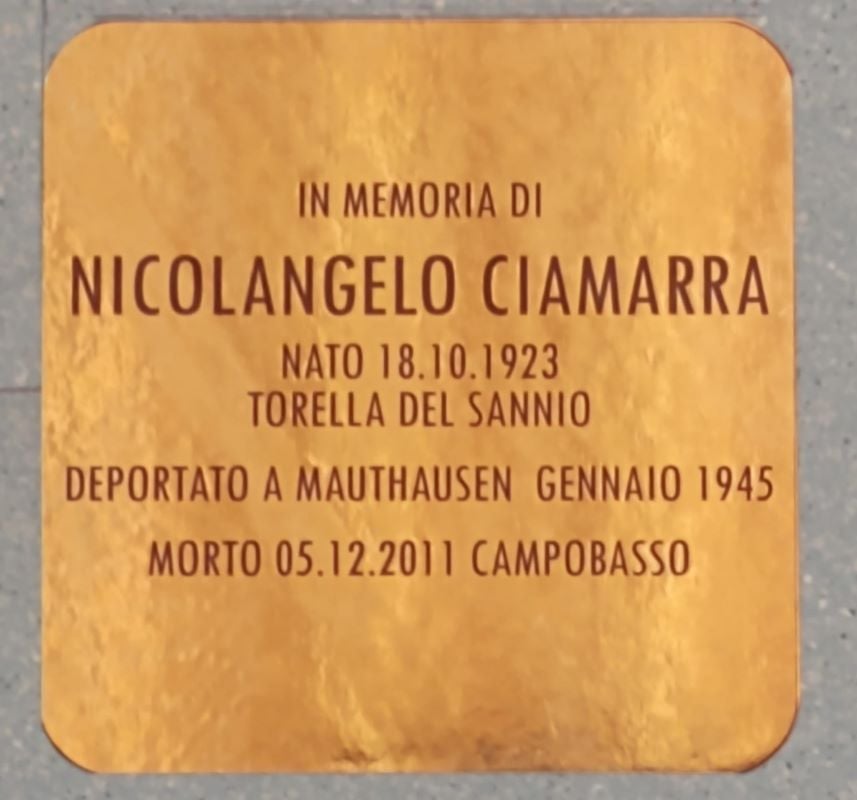 IN MEMORIA DI
NICOLANGELO CIAMARRA
NATO 18.10.1923
TORELLA DEL SANNIO
DEPORTATO A MAUTHAUSEN GENNAIO 1945
MORTO 05.12.2011 CAMPOBASSO